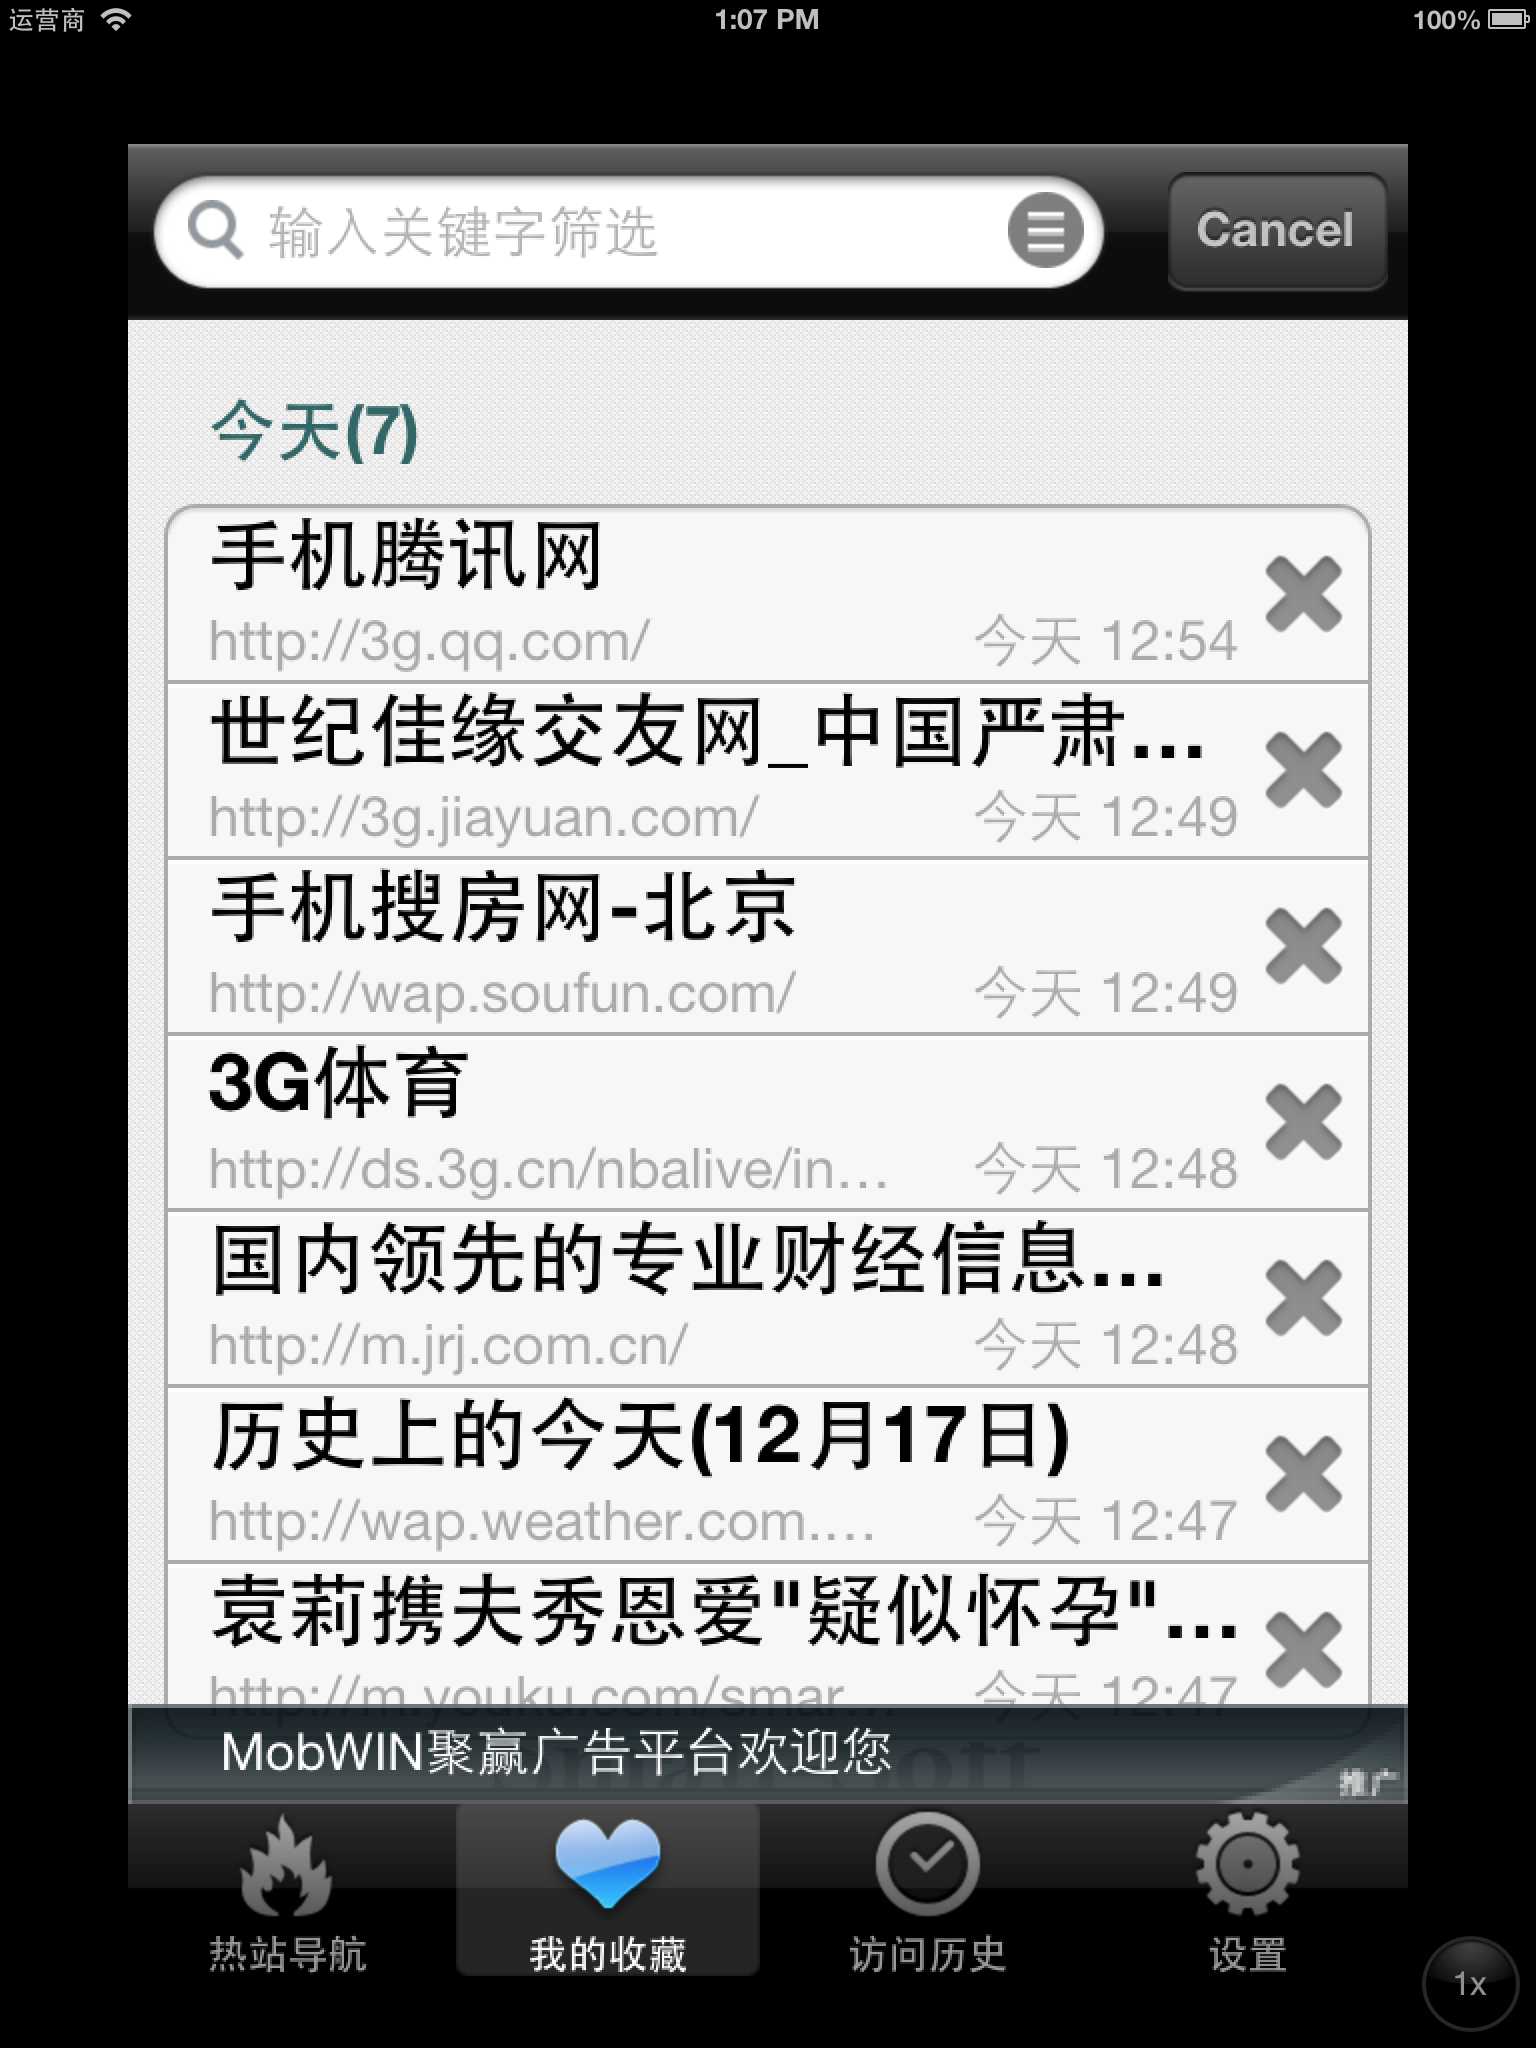 运营商
1:07 PM
100%
输入关键字筛选
Cancel
今天(7)
手机腾讯网
http://3g.qq.com/
今天 12:54
世纪佳缘交友网_中国严肃...
http://3g.jiayuan.com/
今天 12:49
手机搜房网-北京
http://wap.soufun.com/
今天 12:49
3G体育
http://ds.3g.cn/nbalive/in...
今天 12:48
国内领先的专业财经信息...
http://m.jrj.com.cn/
今天 12:48
历史上的今天(12月17日)
http://wap.weather.com....
今天 12:47
袁莉携夫秀恩爱"疑似怀孕"...
http://m.youku.com/smar...
今天 12:47
MobWIN聚赢广告平台欢迎您
推广
热站导航
我的收藏
访问历史
设置
1x